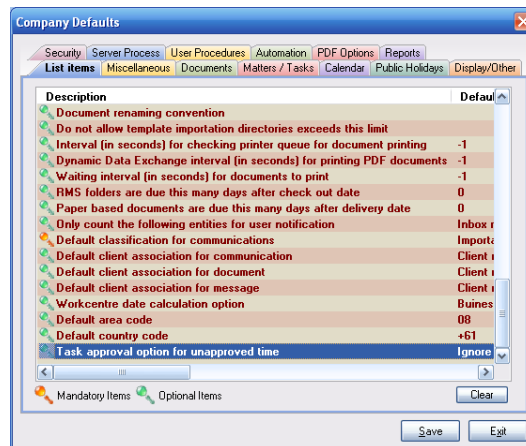 Company Defaults
Security Server Process User Procedures Automation PDF Options Reports
List items Miscellaneous Documents Matters / Tasks Calendar Public Holidays Display/Other
Description Defaul
Document renaming convention
Do not allow template importation directories exceeds this limit
Interval (in seconds) for checking printer queue for document printing -1
Dynamic Data Exchange interval (in seconds) for printing PDF documents -1
Waiting interval (in seconds) for documents to print -1
RMS folders are due this many days after check out date 0
Paper based documents are due this many days after delivery date 0
Only count the following entities for user notification Inbox
Default classification for communications Importa
Default client association for communication Client
Default client association for document Client
Default client association for message Client
Workcentre date calculation option Buines
Default area code 08
Default country code +61
Task approval option for unapproved time Ignore
Mandatory Items Optional Items Clear
Save Exit